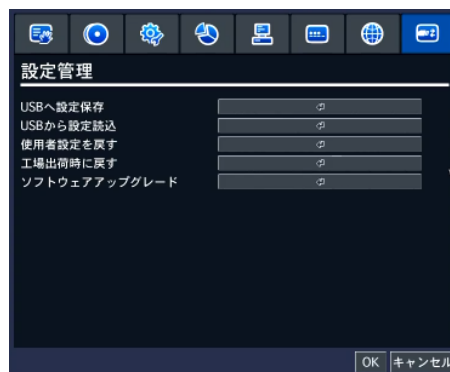 設定管理
USBへ設定保存
USBから設定読込
使用者設定を戻す
工場出荷時に戻す
ソフトウェアアップグレード
OK キャンセル